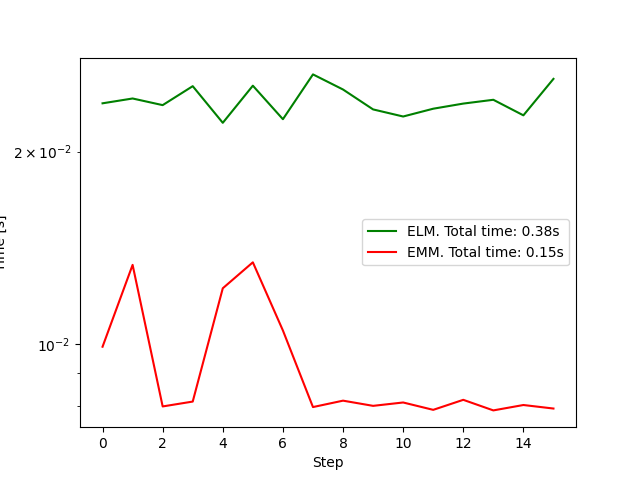 2 × 10⁻²
10⁻²
Time [s]
ELM. Total time: 0.38s
EMM. Total time: 0.15s
0 2 4 6 8 10 12 14
Step